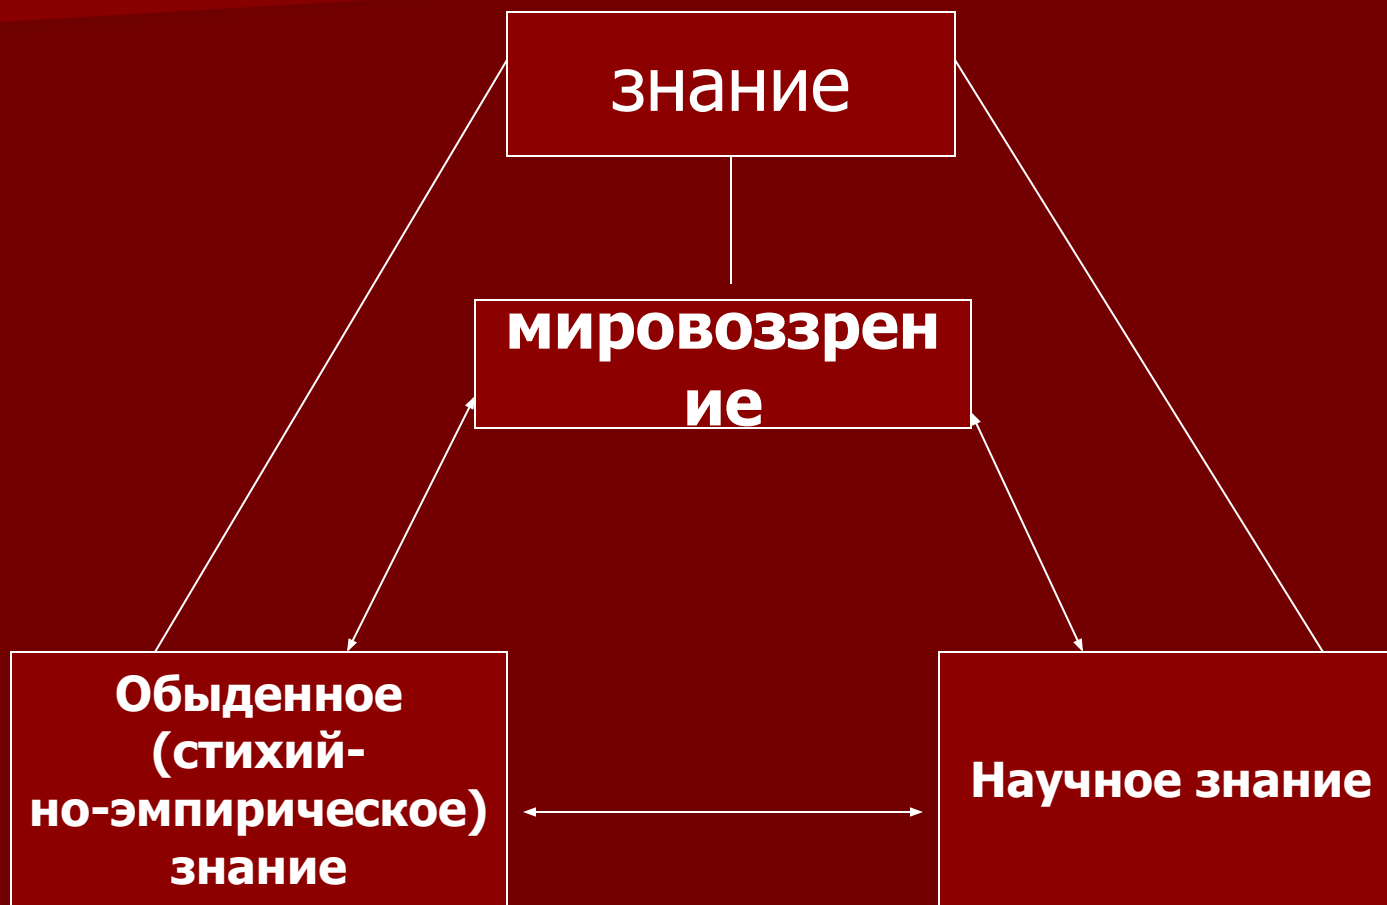 знание
мировоззрен
ие
Обыденное
(стихий-
но-эмпирическое)
знание
Научное знание